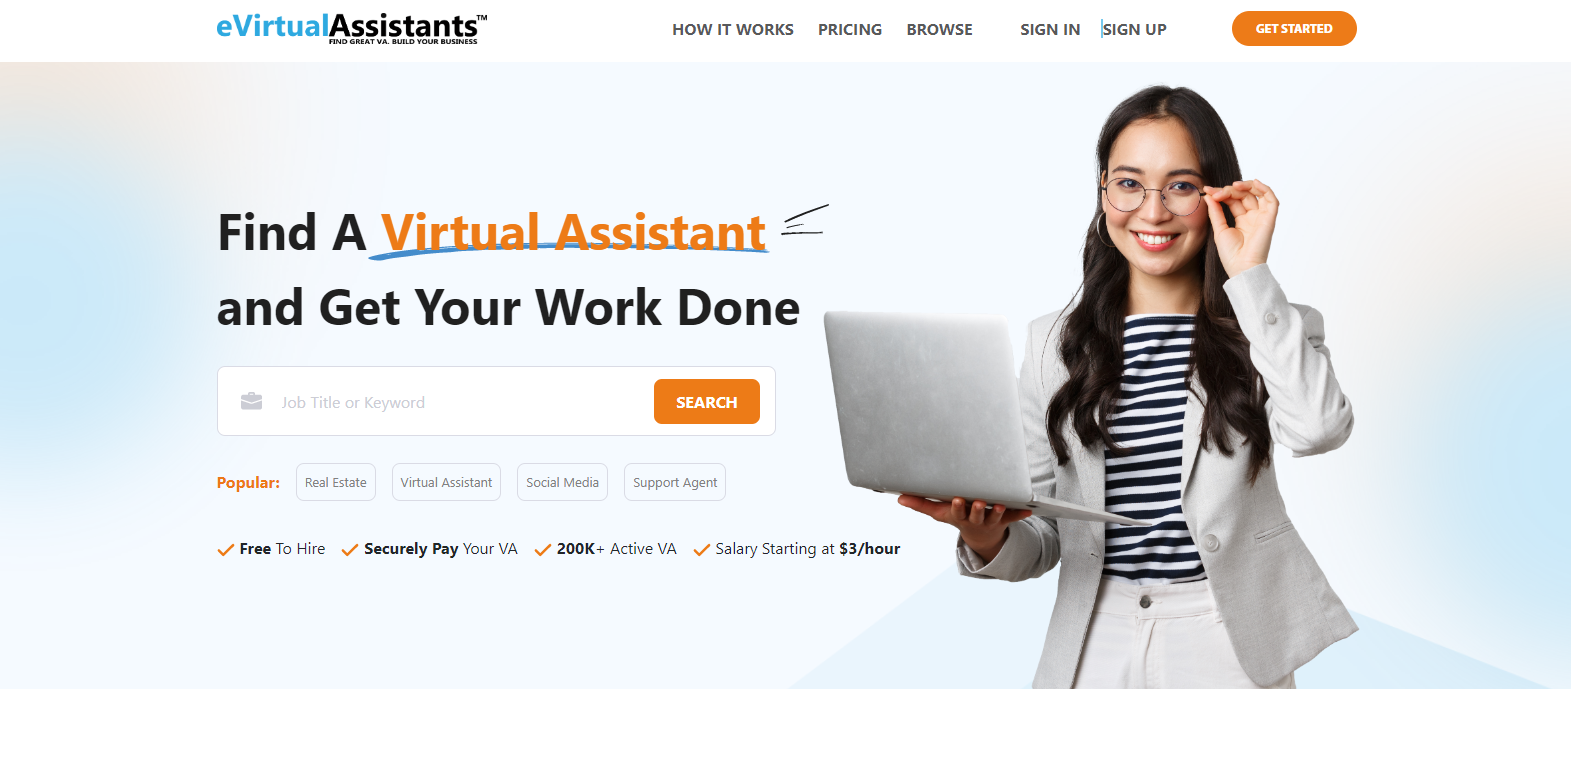 eVirtualAssistants™
FIND GREAT VA. BUILD YOUR BUSINESS
HOW IT WORKS PRICING BROWSE SIGN IN SIGN UP GET STARTED
Find A Virtual Assistant
and Get Your Work Done
Job Title or Keyword SEARCH
Popular: Real Estate Virtual Assistant Social Media Support Agent
Free To Hire Securely Pay Your VA 200K+ Active VA Salary Starting at $3/hour